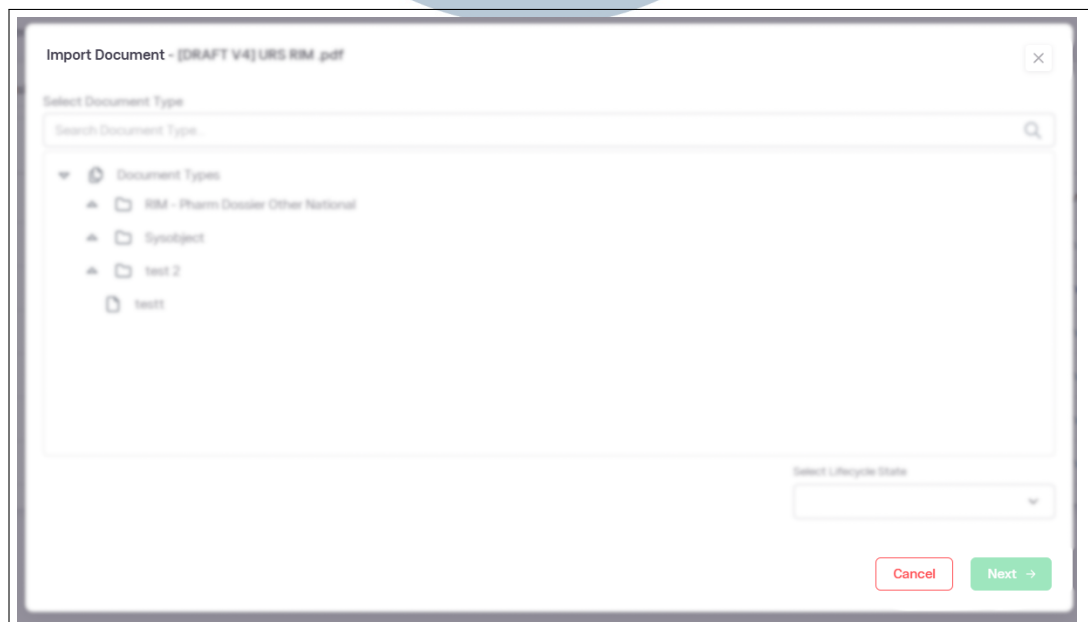 Import Document - [DRAFT V4] URS RIM .pdf
Select Document Type
Search Document Type...
Document Types
RIM - Pharm Dossier Other National
Sysobject
test 2
testt
Select Lifecycle State
Cancel
Next →